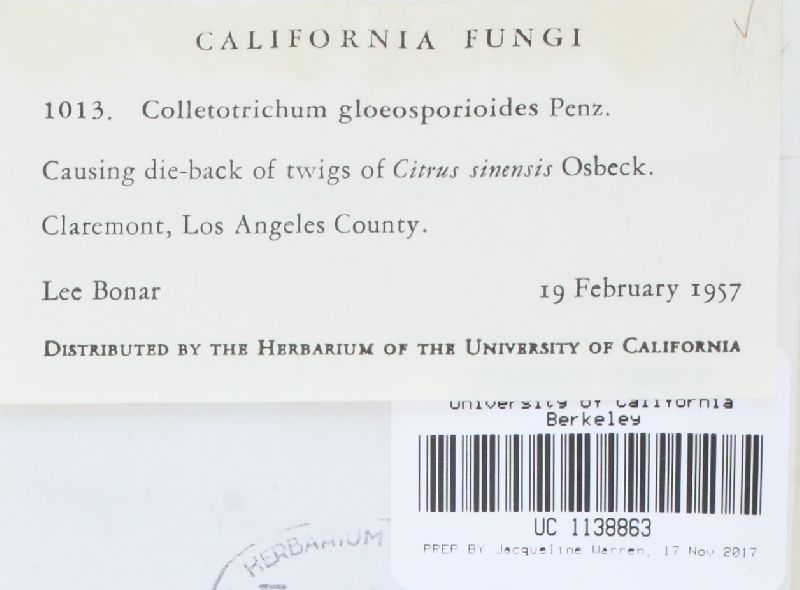 CALIFORNIA FUNGI
1013. Colletotrichum gloeosporioides Penz.
Causing die-back of twigs of Citrus sinensis Osbeck.
Claremont, Los Angeles County.
Lee Bonar 19 February 1957
DISTRIBUTED BY THE HERBARIUM OF THE UNIVERSITY OF CALIFORNIA
University of California
Berkeley
UC 1138863
PREP BY Jacqueline Warren, 17 Nov 2017
HERBARIUM